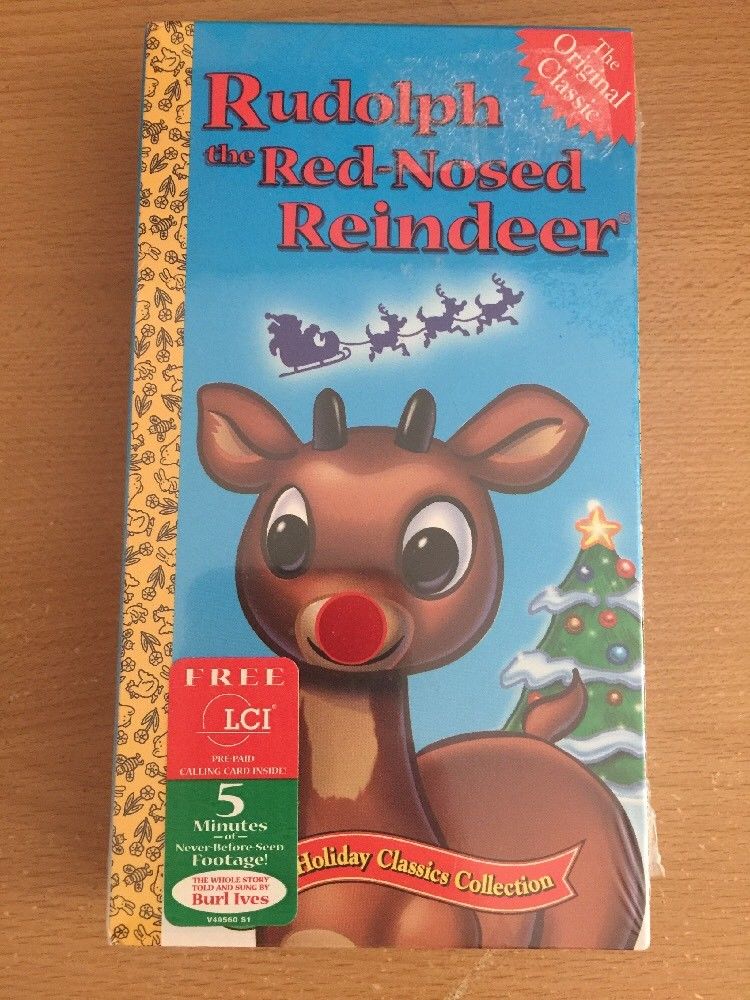 The
Original
Classic
Rudolph
the Red-Nosed
Reindeer®
FREE
LCI
PRE-PAID
CALLING CARD INSIDE!
5
Minutes
of
Never-Before-Seen
Footage!
THE WHOLE STORY
TOLD AND SUNG BY
Burl Ives
V49560 S1
Holiday Classics Collection